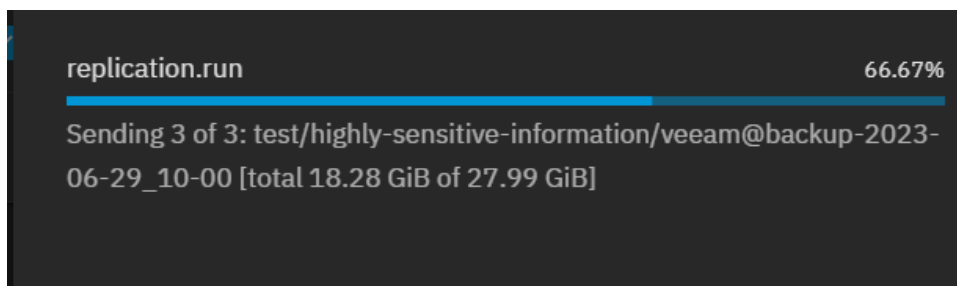 replication.run
66.67%
Sending 3 of 3: test/highly-sensitive-information/veeam@backup-2023-
06-29_10-00 [total 18.28 GiB of 27.99 GiB]